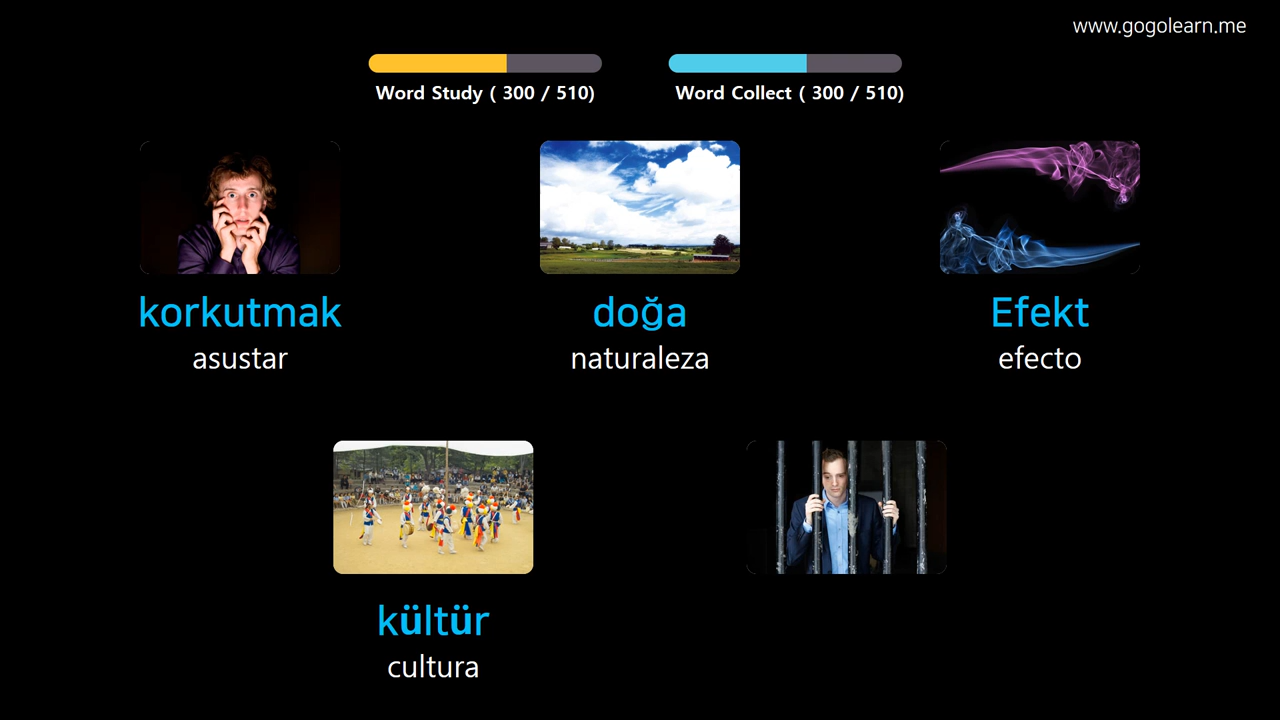 www.gogolearn.me
Word Study ( 300 / 510)
Word Collect ( 300 / 510)
korkutmak
asustar
doğa
naturaleza
Efekt
efecto
kültür
cultura